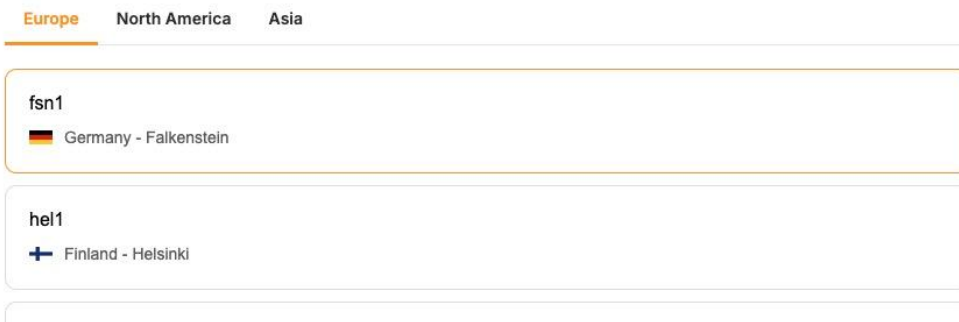 Europe North America Asia
fsn1
Germany - Falkenstein
hel1
Finland - Helsinki